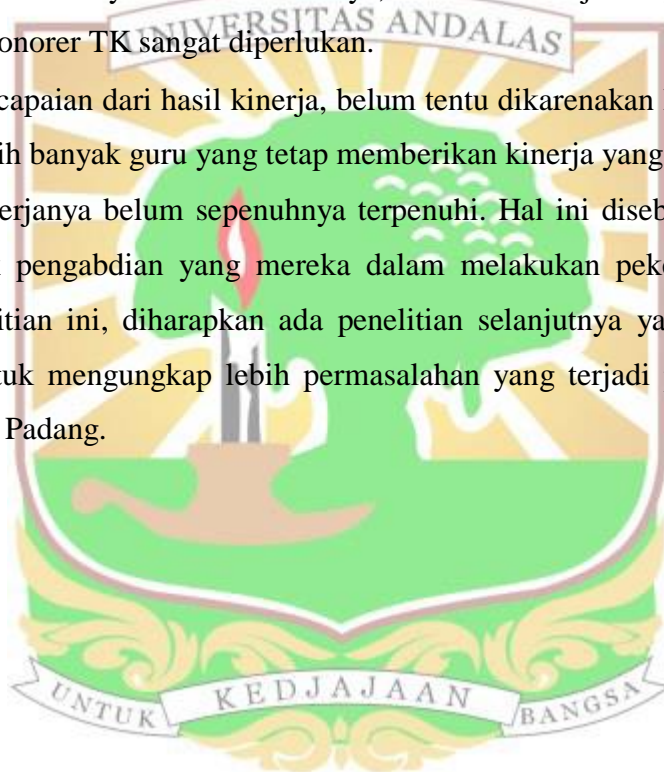 UNIVERSITAS ANDALAS
onorer TK sangat diperlukan.
capaian dari hasil kinerja, belum tentu dikarenakan
ih banyak guru yang tetap memberikan kinerja yang
erjanya belum sepenuhnya terpenuhi. Hal ini diseb
pengabdian yang mereka dalam melakukan peke
itian ini, diharapkan ada penelitian selanjutnya ya
tuk mengungkap lebih permasalahan yang terjadi
Padang.
UNTUK KEDJAJAAN BANGSA